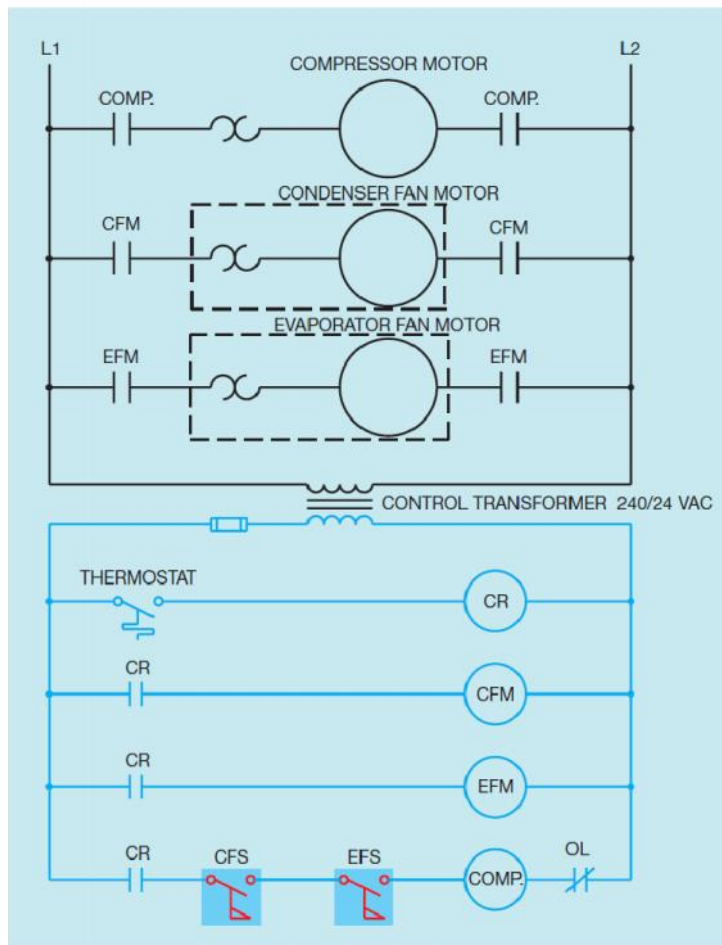 L1
L2
COMPRESSOR MOTOR
COMP.
COMP.
CONDENSER FAN MOTOR
CFM
CFM
EVAPORATOR FAN MOTOR
EFM
EFM
CONTROL TRANSFORMER 240/24 VAC
THERMOSTAT
CR
CR
CFM
CR
EFM
CR
CFS
EFS
COMP.
OL